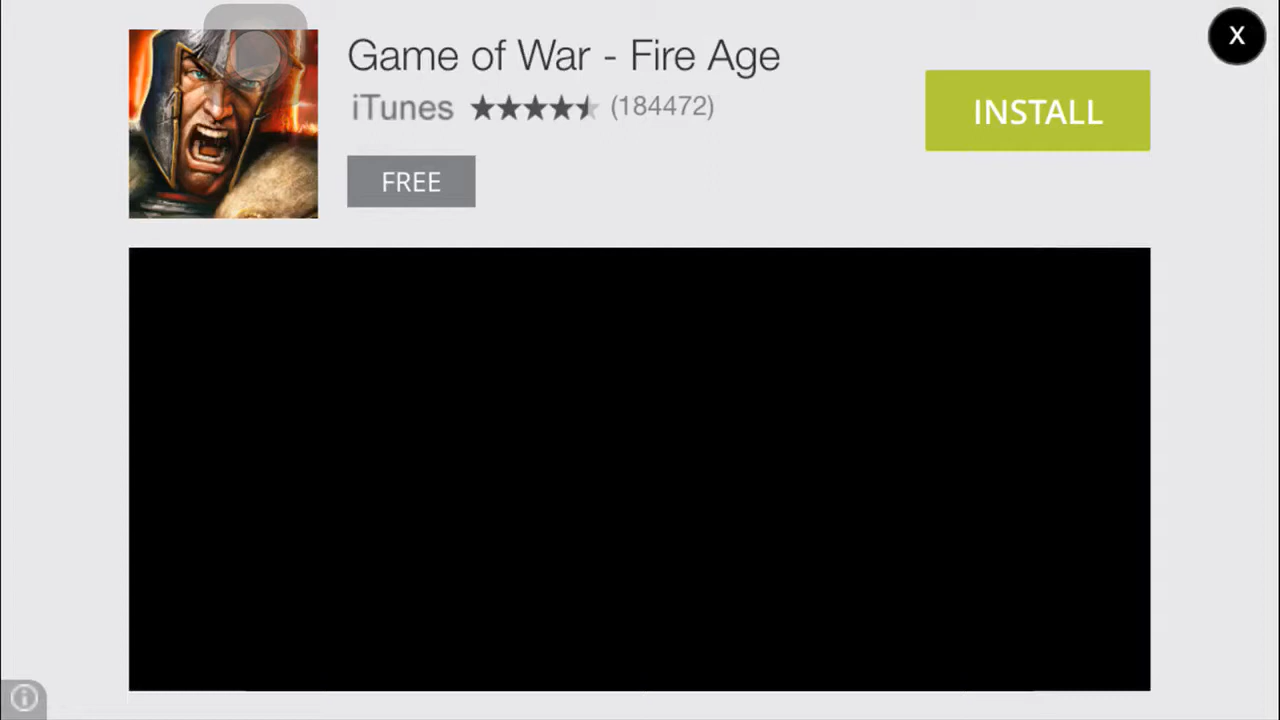 Game of War - Fire Age
X
iTunes (184472)
INSTALL
FREE